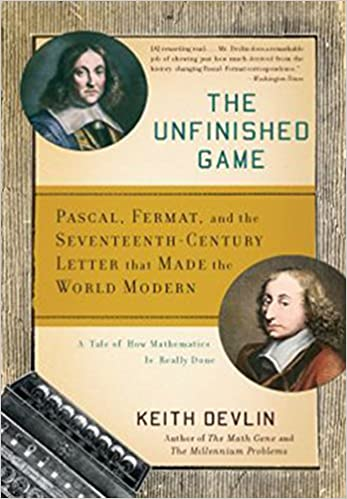 [A] rewarding read. . . . Mr. Devlin does a remarkable
job of showing just how much derived from the
history changing Pascal-Fermat correspondence."
—Washington Times
THE
UNFINISHED
GAME
PASCAL, FERMAT, AND THE
SEVENTEENTH-CENTURY
LETTER THAT MADE THE
WORLD MODERN
A Tale of How Mathematics
Is Really Done
KEITH DEVLIN
Author of The Math Gene and
The Millennium Problems